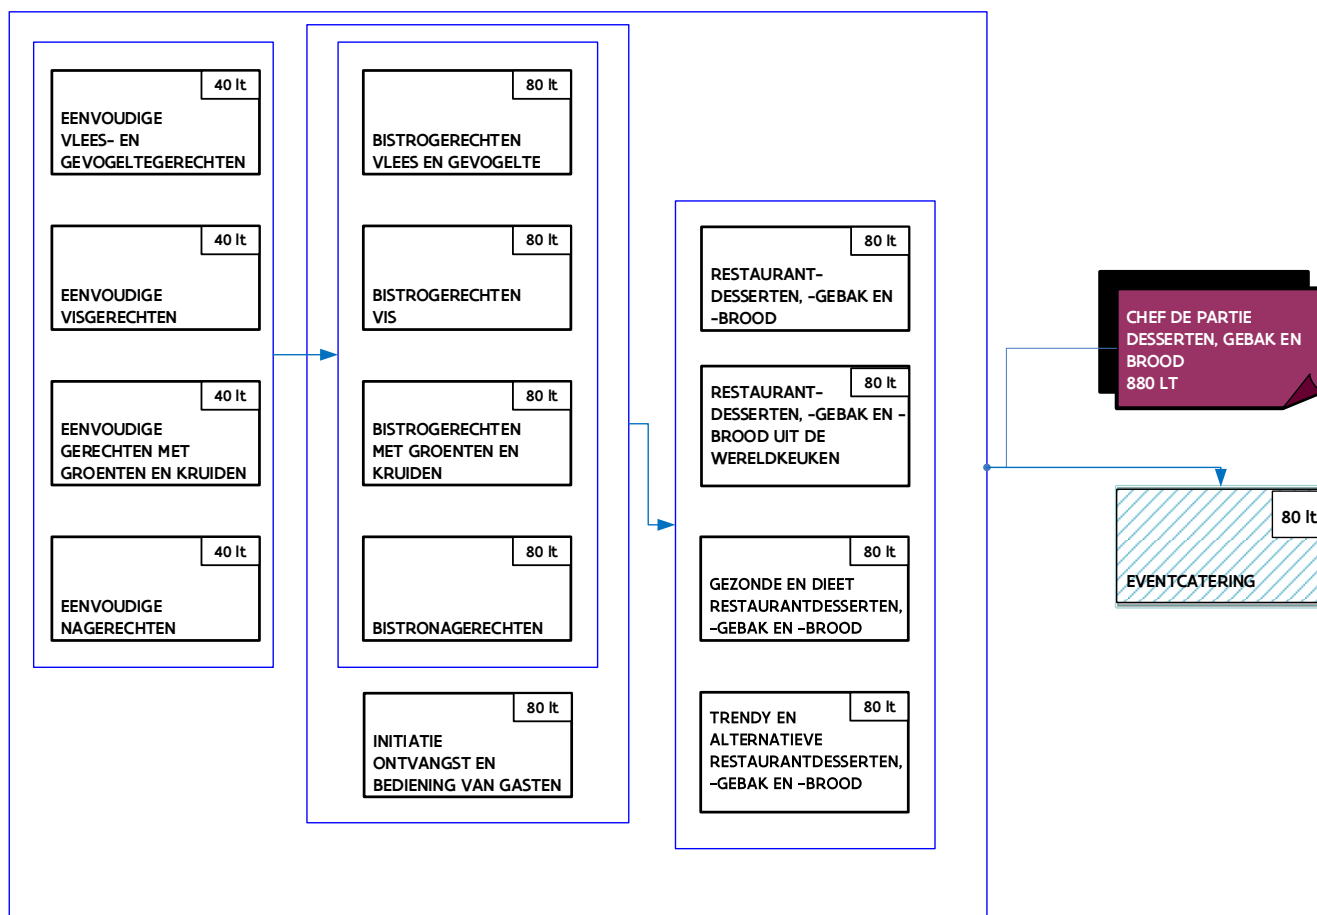 40 lt
EENVOUDIGE
VLEES- EN
GEVOGELTEGERECHTEN
40 lt
EENVOUDIGE
VISGERECHTEN
40 lt
EENVOUDIGE
GERECHTEN MET
GROENTEN EN KRUIDEN
40 lt
EENVOUDIGE
NAGERECHTEN
80 lt
BISTROGERECHTEN
VLEES EN GEVOGELTE
80 lt
BISTROGERECHTEN
VIS
80 lt
BISTROGERECHTEN
MET GROENTEN EN
KRUIDEN
80 lt
BISTRONAGERECHTEN
80 lt
INITIATIE
ONTVANGST EN
BEDIENING VAN GASTEN
80 lt
RESTAURANT-
DESSERTEN, -GEBAK EN
-BROOD
80 lt
RESTAURANT-
DESSERTEN, -GEBAK EN -
BROOD UIT DE
WERELDKEUKEN
80 lt
GEZONDE EN DIEET
RESTAURANTDESSERTEN,
-GEBAK EN -BROOD
80 lt
TRENDY EN
ALTERNATIEVE
RESTAURANTDESSERTEN,
-GEBAK EN -BROOD
CHEF DE PARTIE
DESSERTEN, GEBAK EN
BROOD
880 LT
80 lt
EVENTCATERING